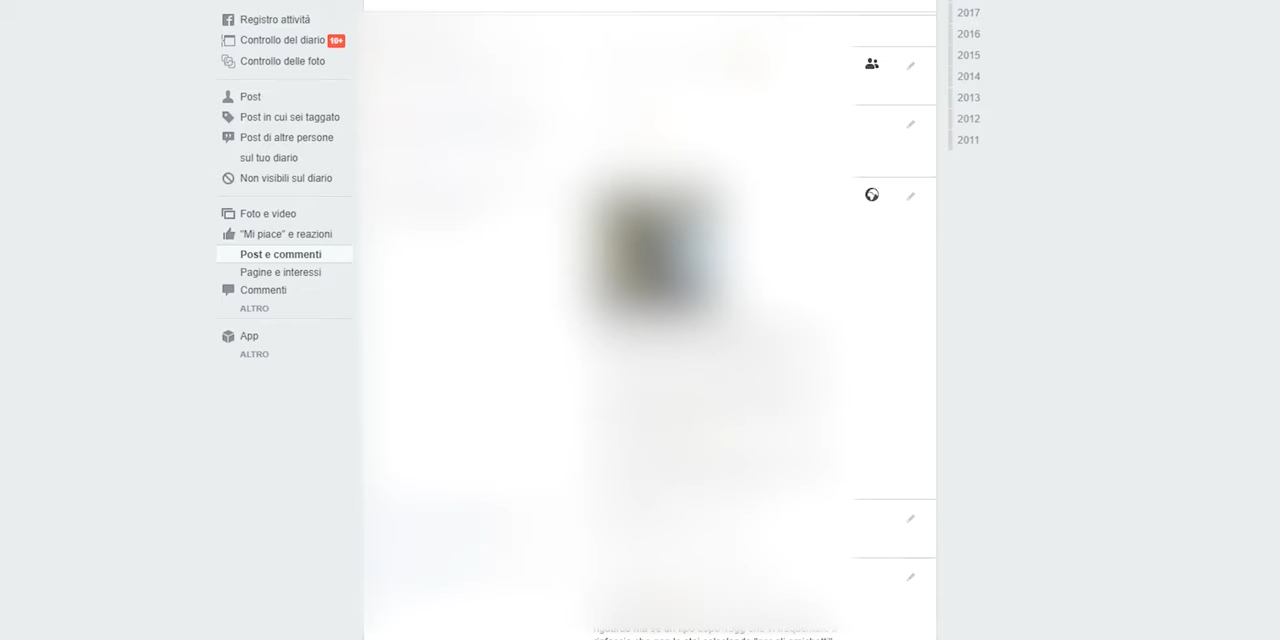 Registro attività
Controllo del diario 10+
Controllo delle foto
Post
Post in cui sei taggato
Post di altre persone
sul tuo diario
Non visibili sul diario
Foto e video
"Mi piace" e reazioni
Post e commenti
Pagine e interessi
Commenti
ALTRO
App
ALTRO
2017
2016
2015
2014
2013
2012
2011